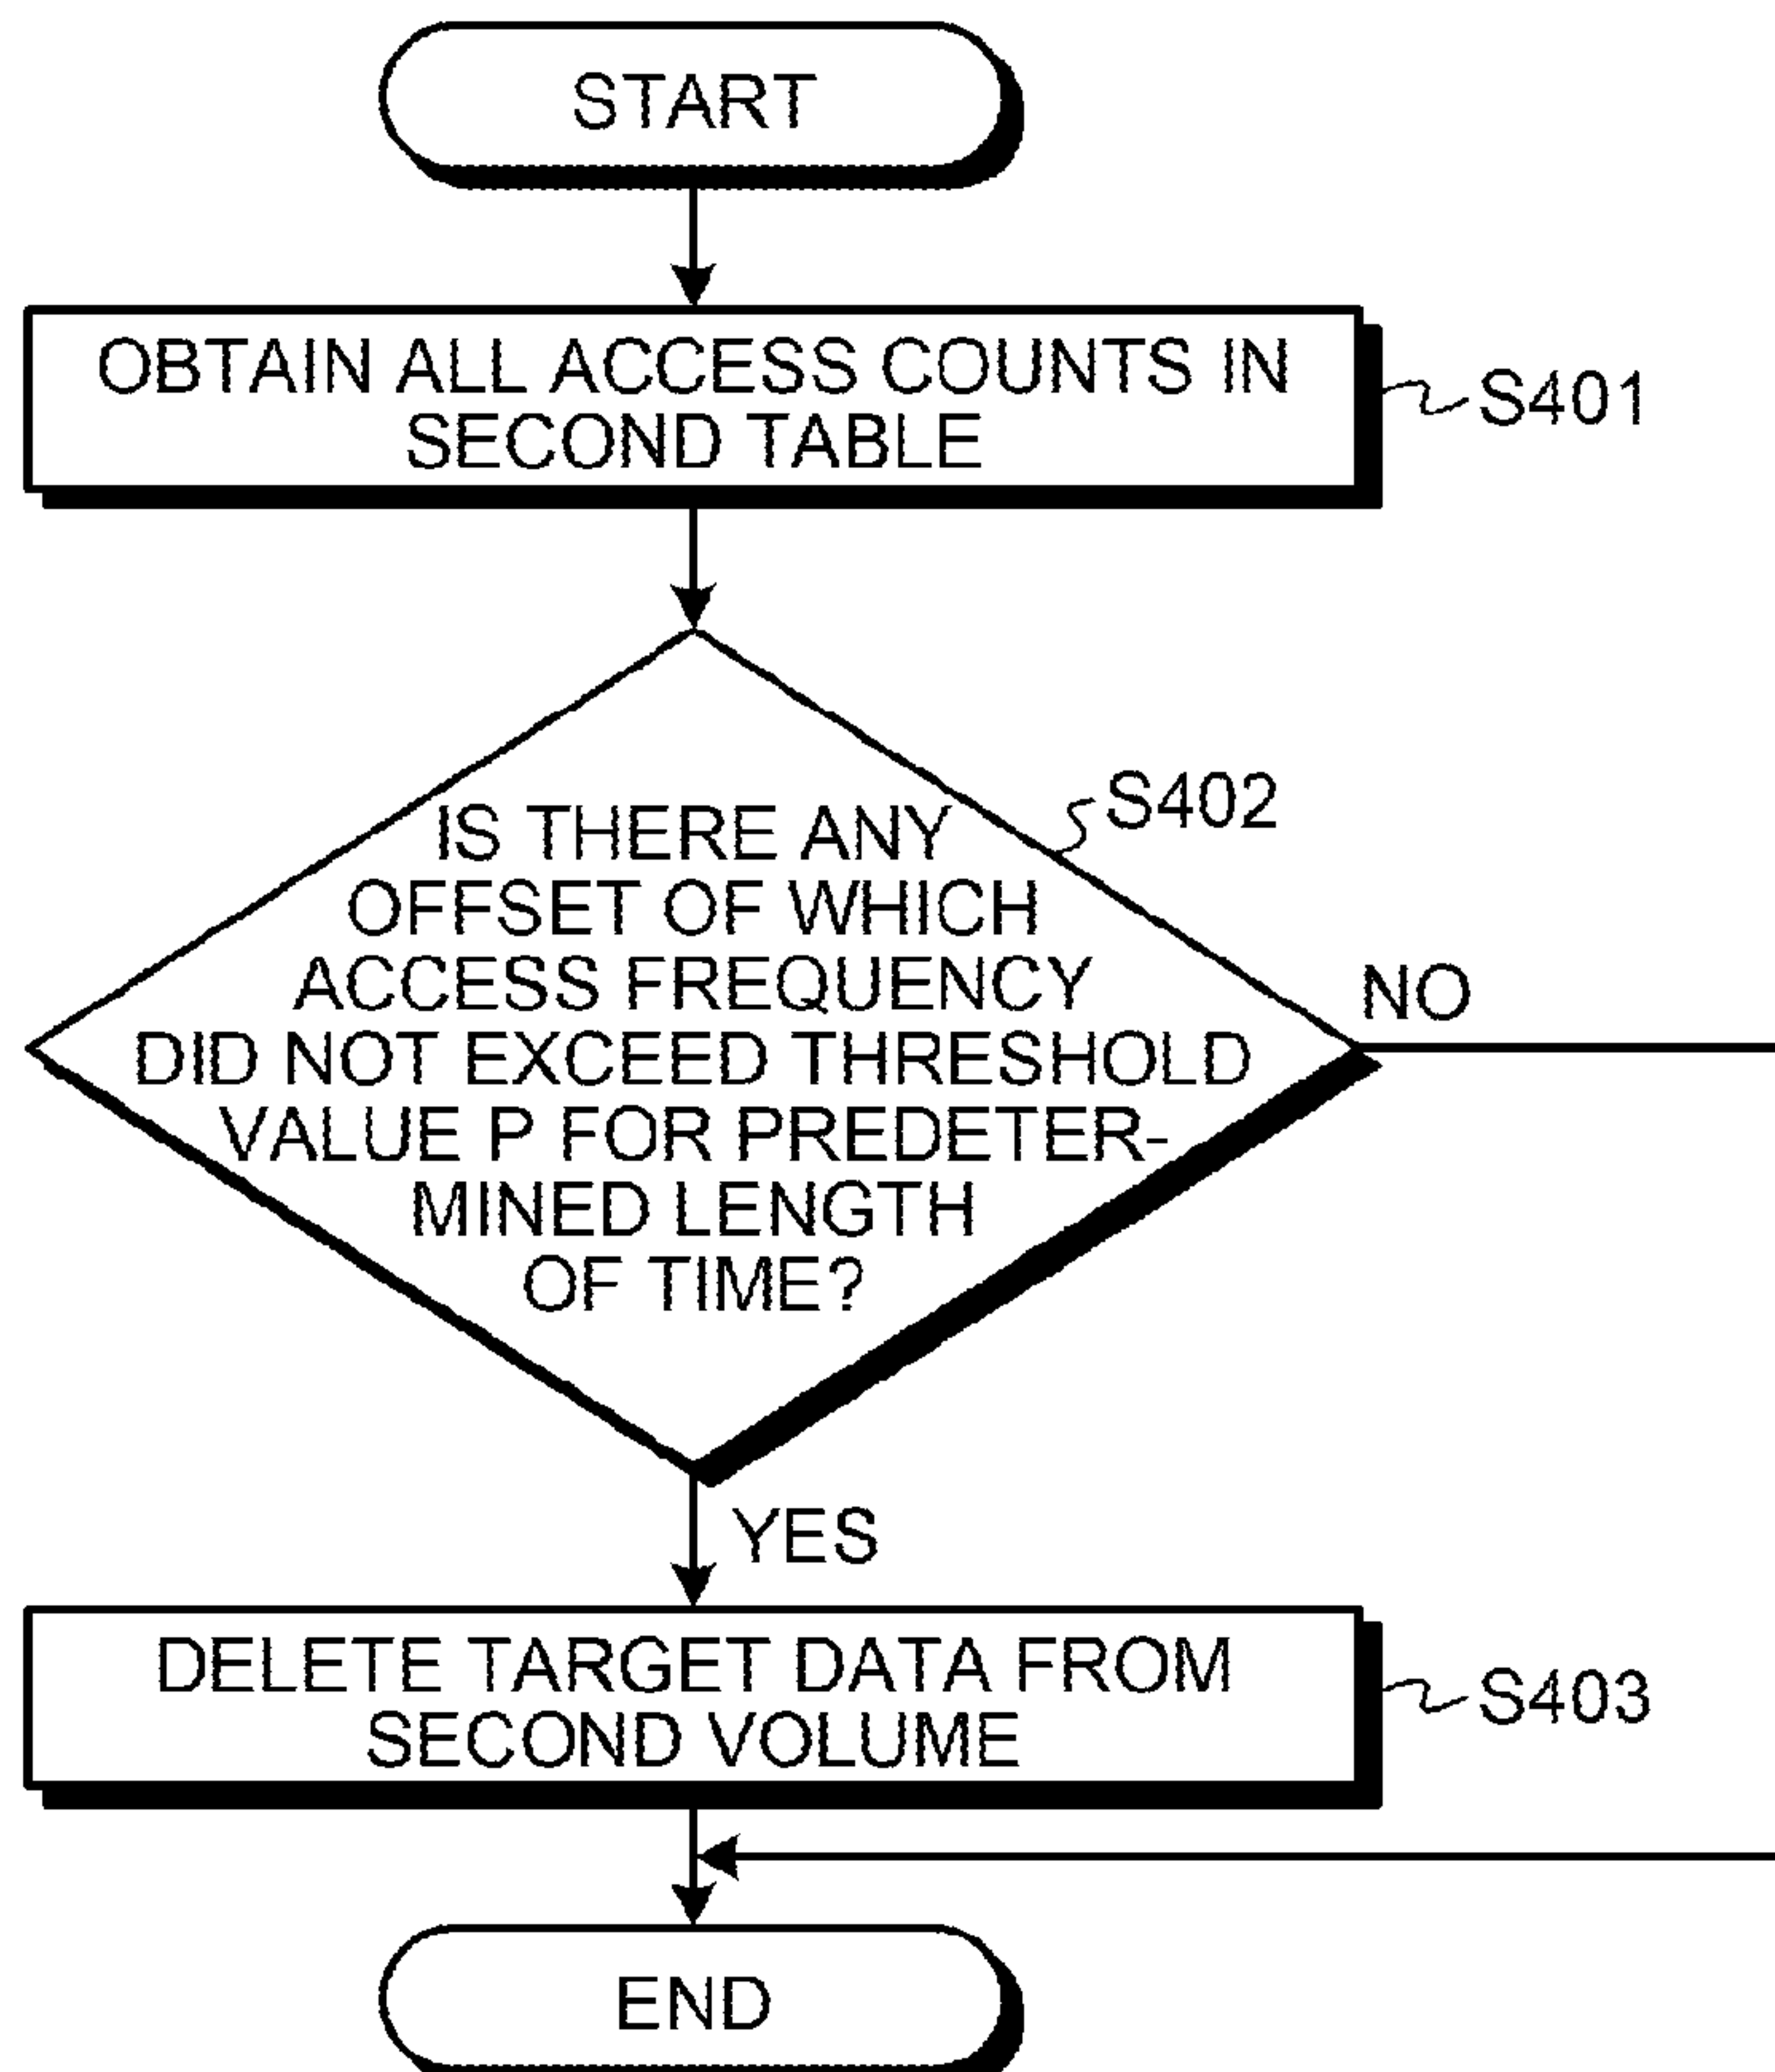 START
OBTAIN ALL ACCESS COUNTS IN
SECOND TABLE
S401
S402
IS THERE ANY
OFFSET OF WHICH
ACCESS FREQUENCY
DID NOT EXCEED THRESHOLD
VALUE P FOR PREDETER-
MINED LENGTH
OF TIME?
NO
YES
DELETE TARGET DATA FROM
SECOND VOLUME
S403
END